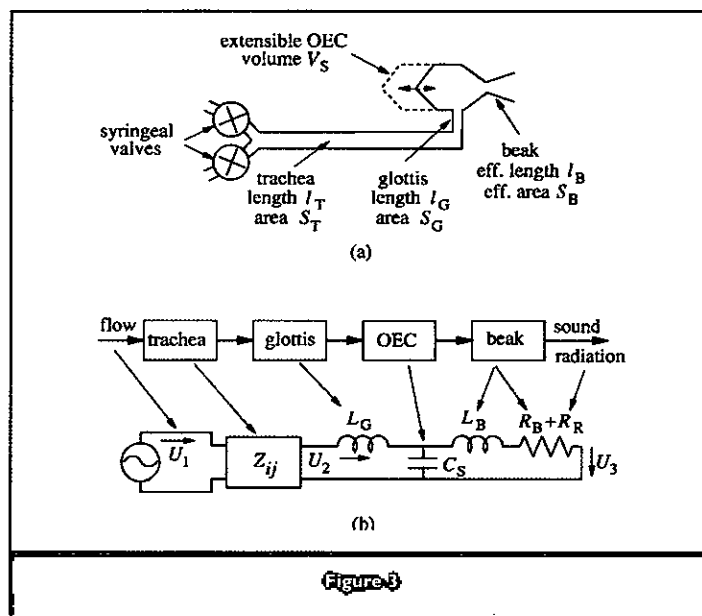 extensible OEC
volume V_S
syringeal
valves
trachea
length l_T
area S_T
glottis
length l_G
area S_G
beak
eff. length l_B
eff. area S_B
(a)
flow
trachea
glottis
OEC
beak
sound
radiation
L_G
L_B
R_B+R_R
U_1
Z_ij
U_2
C_S
U_3
(b)
Figure 3